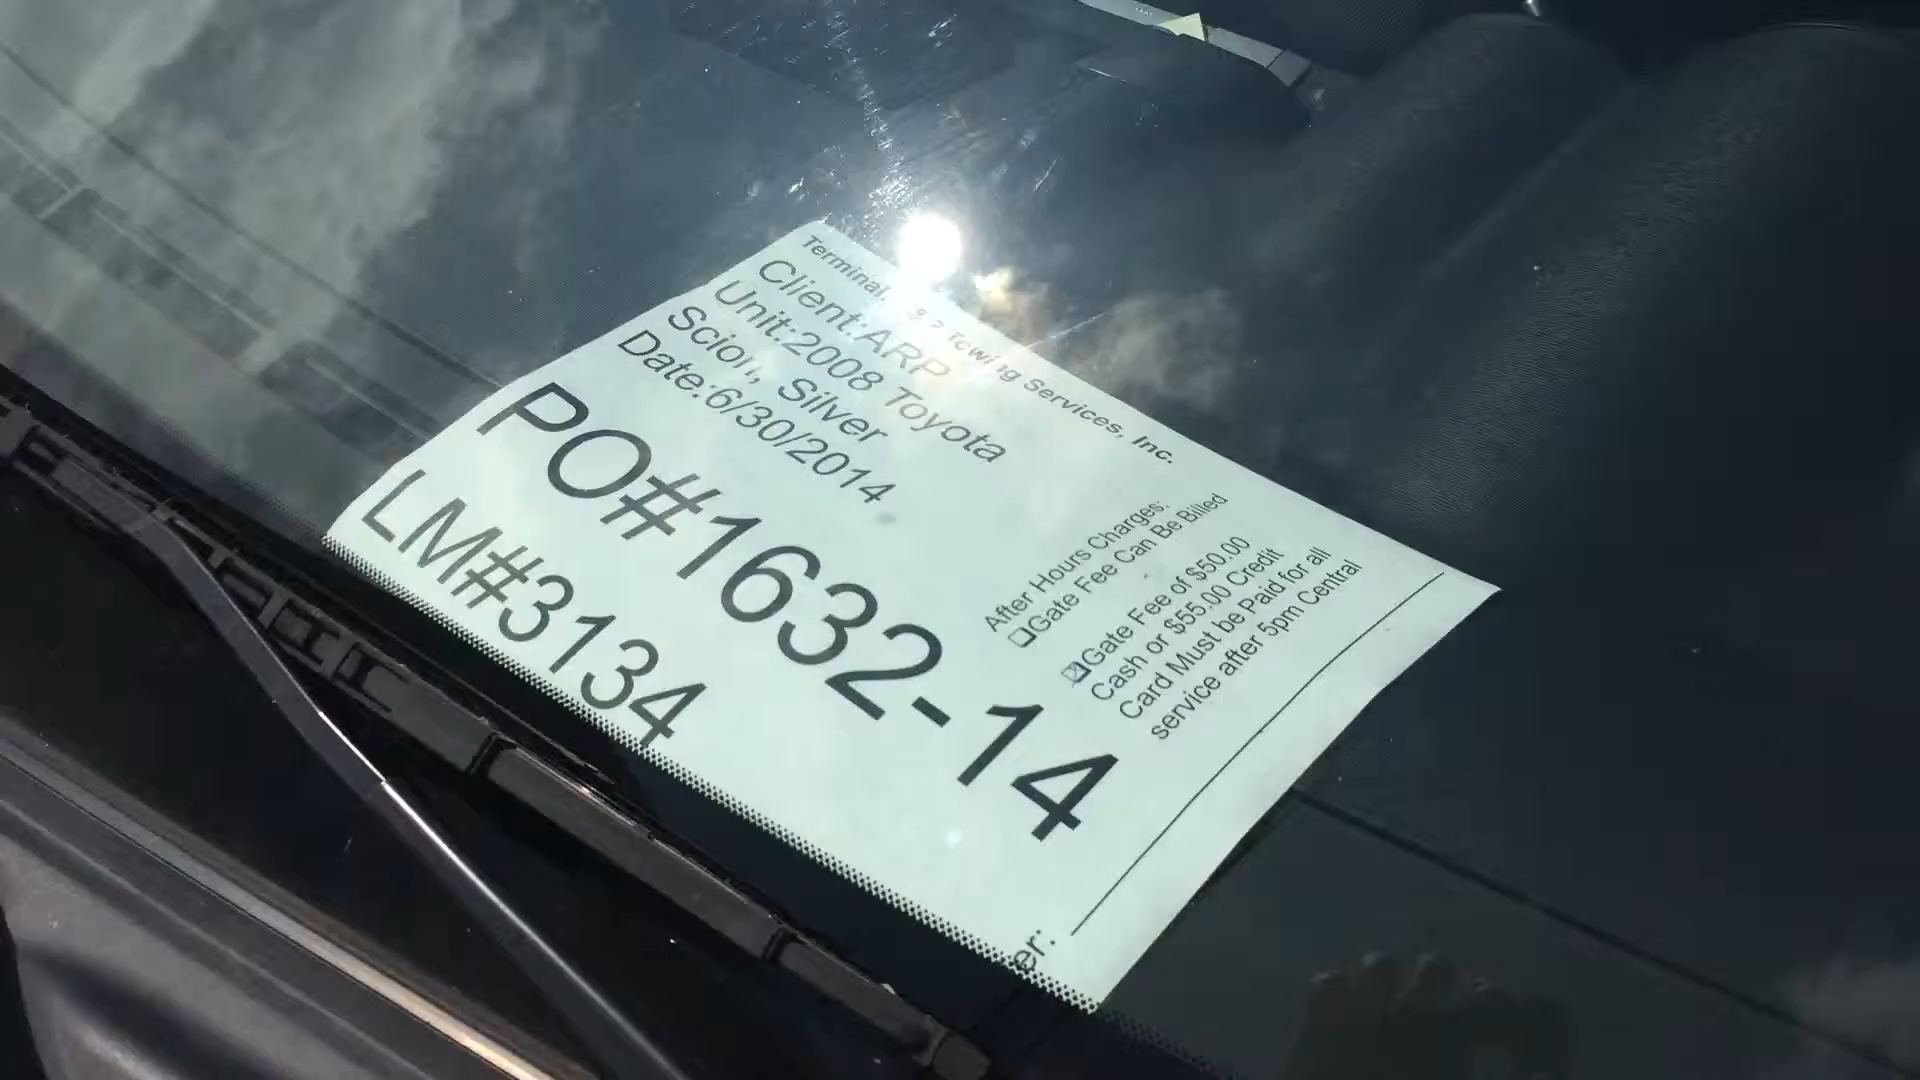 Terminal Towing Services, Inc.
Client:ARP
Unit:2008 Toyota
Scion, Silver
Date:6/30/2014
PO#1632-14
LM#3134
After Hours Charges:
☐Gate Fee Can Be Billed
☒Gate Fee of $50.00
Cash or $55.00 Credit
Card Must be Paid for all
service after 5pm Central
er: